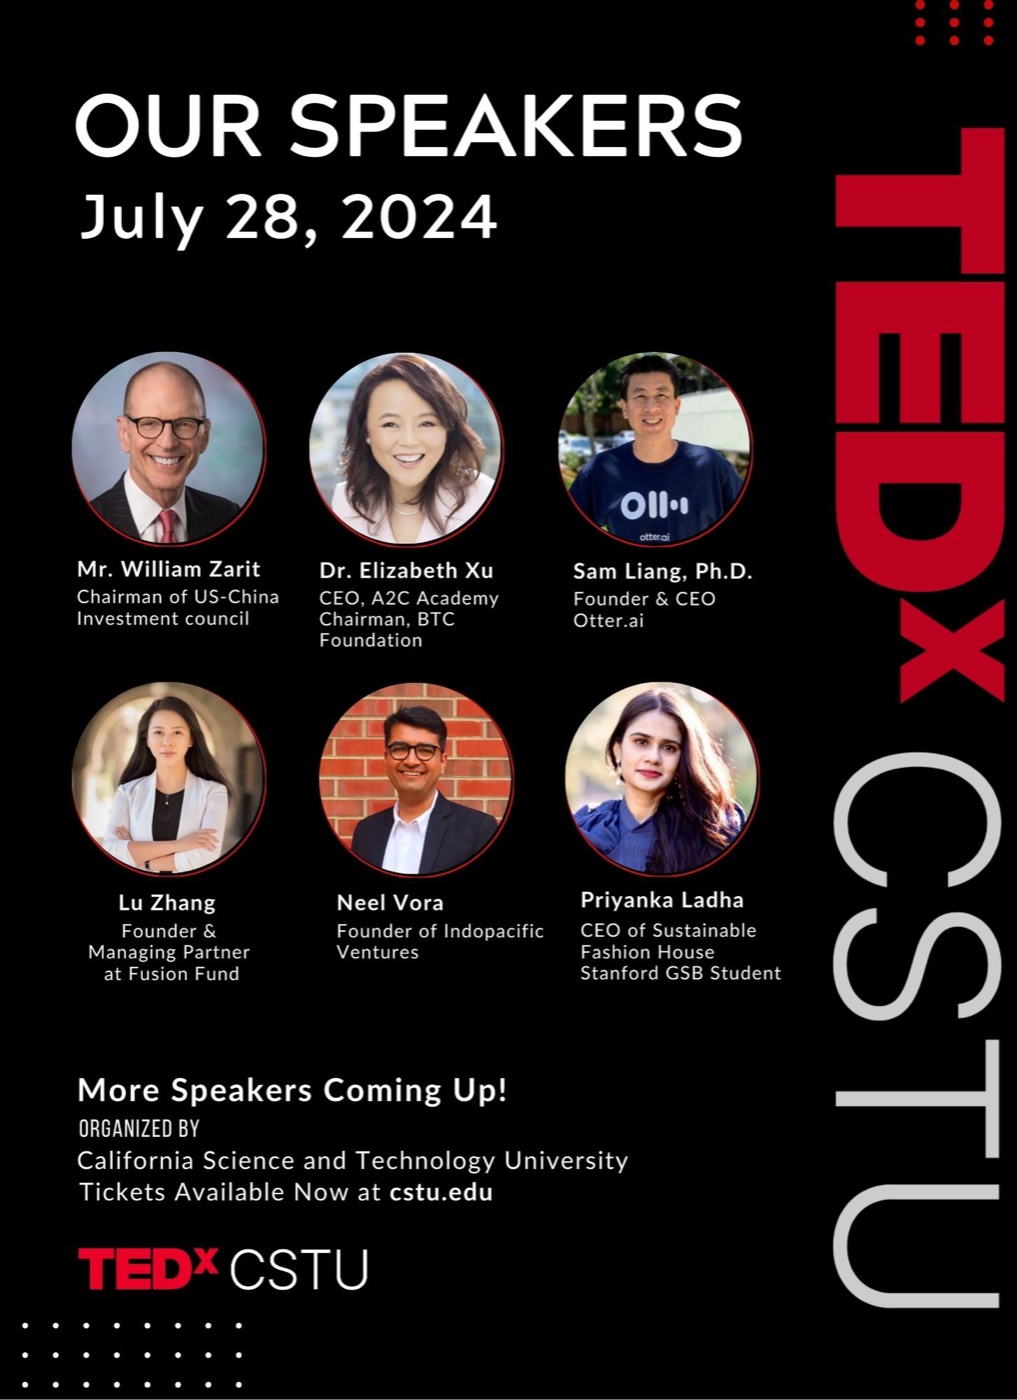 OUR SPEAKERS
July 28, 2024
TEDx CSTU
ollı·ı
otter.ai
Mr. William Zarit
Chairman of US-China
Investment council
Dr. Elizabeth Xu
CEO, A2C Academy
Chairman, BTC
Foundation
Sam Liang, Ph.D.
Founder & CEO
Otter.ai
Lu Zhang
Founder &
Managing Partner
at Fusion Fund
Neel Vora
Founder of Indopacific
Ventures
Priyanka Ladha
CEO of Sustainable
Fashion House
Stanford GSB Student
More Speakers Coming Up!
ORGANIZED BY
California Science and Technology University
Tickets Available Now at cstu.edu
TEDx CSTU